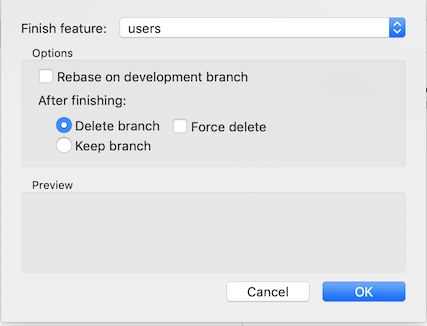 Finish feature: users
Options
Rebase on development branch
After finishing:
Delete branch Force delete
Keep branch
Preview
Cancel OK